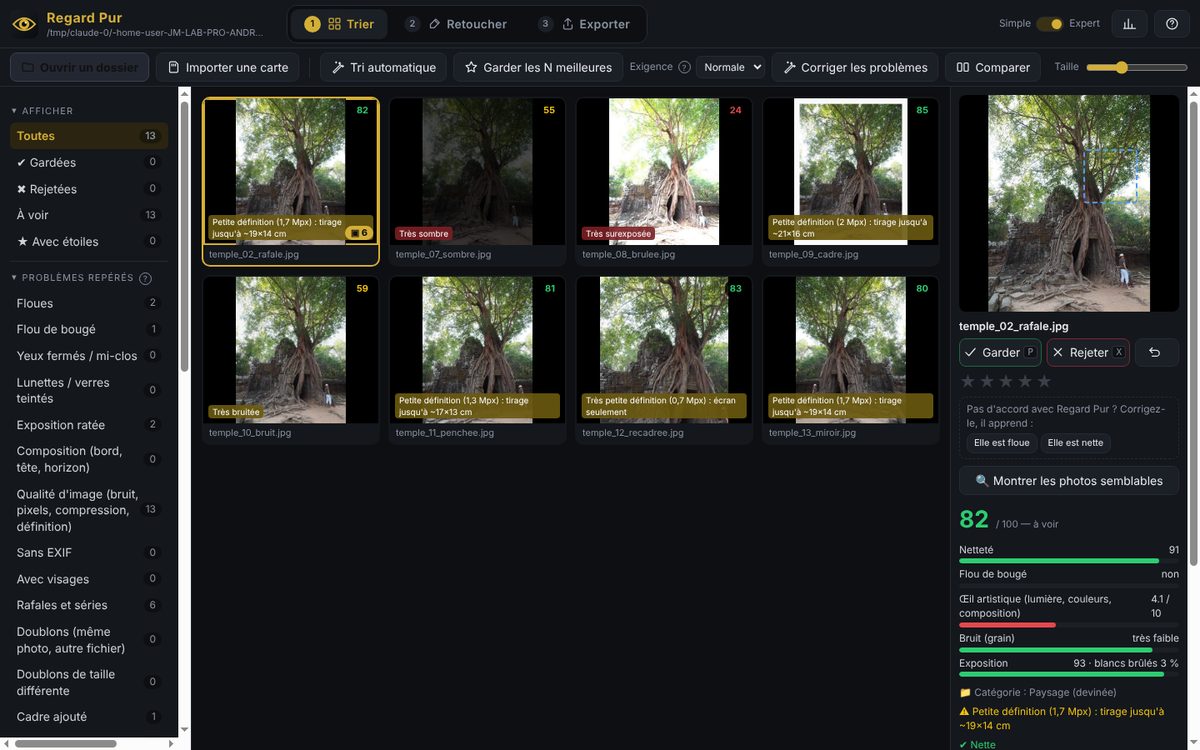 Regard Pur
/tmp/claude-0/-home-user-JM-LAB-PRO-ANDR...
1 Trier
2 Retoucher
3 Exporter
Simple Expert
Ouvrir un dossier
Importer une carte
Tri automatique
Garder les N meilleures
Exigence ? Normale
Corriger les problèmes
Comparer
Taille
▾ AFFICHER
Toutes 13
✔ Gardées 0
✖ Rejetées 0
À voir 13
★ Avec étoiles 0
▾ PROBLÈMES REPÉRÉS ?
Floues 2
Flou de bougé 1
Yeux fermés / mi-clos 0
Lunettes / verres
teintés 0
Exposition ratée 2
Composition (bord,
tête, horizon) 0
Qualité d'image (bruit,
pixels, compression,
définition) 13
Sans EXIF 0
Avec visages 0
Rafales et séries 6
Doublons (même
photo, autre fichier) 0
Doublons de taille
différente 0
Cadre ajouté 1
82
Petite définition (1,7 Mpx) : tirage
jusqu'à ~19×14 cm
6
temple_02_rafale.jpg
55
Très sombre
temple_07_sombre.jpg
24
Très surexposée
temple_08_brulee.jpg
85
Petite définition (2 Mpx) : tirage jusqu'à
~21×16 cm
temple_09_cadre.jpg
59
Très bruitée
temple_10_bruit.jpg
81
Petite définition (1,3 Mpx) : tirage
jusqu'à ~17×13 cm
temple_11_penchee.jpg
83
Très petite définition (0,7 Mpx) : écran
seulement
temple_12_recadree.jpg
80
Petite définition (1,7 Mpx) : tirage
jusqu'à ~19×14 cm
temple_13_miroir.jpg
temple_02_rafale.jpg
Garder P
Rejeter X
Pas d'accord avec Regard Pur ? Corrigez-
le, il apprend :
Elle est floue
Elle est nette
Montrer les photos semblables
82 / 100 — à voir
Netteté 91
Flou de bougé non
Œil artistique (lumière, couleurs,
composition) 4.1 /
10
Bruit (grain) très faible
Exposition 93 · blancs brûlés 3 %
Catégorie : Paysage (devinée)
⚠ Petite définition (1,7 Mpx) : tirage jusqu'à
~19×14 cm
✔ Nette